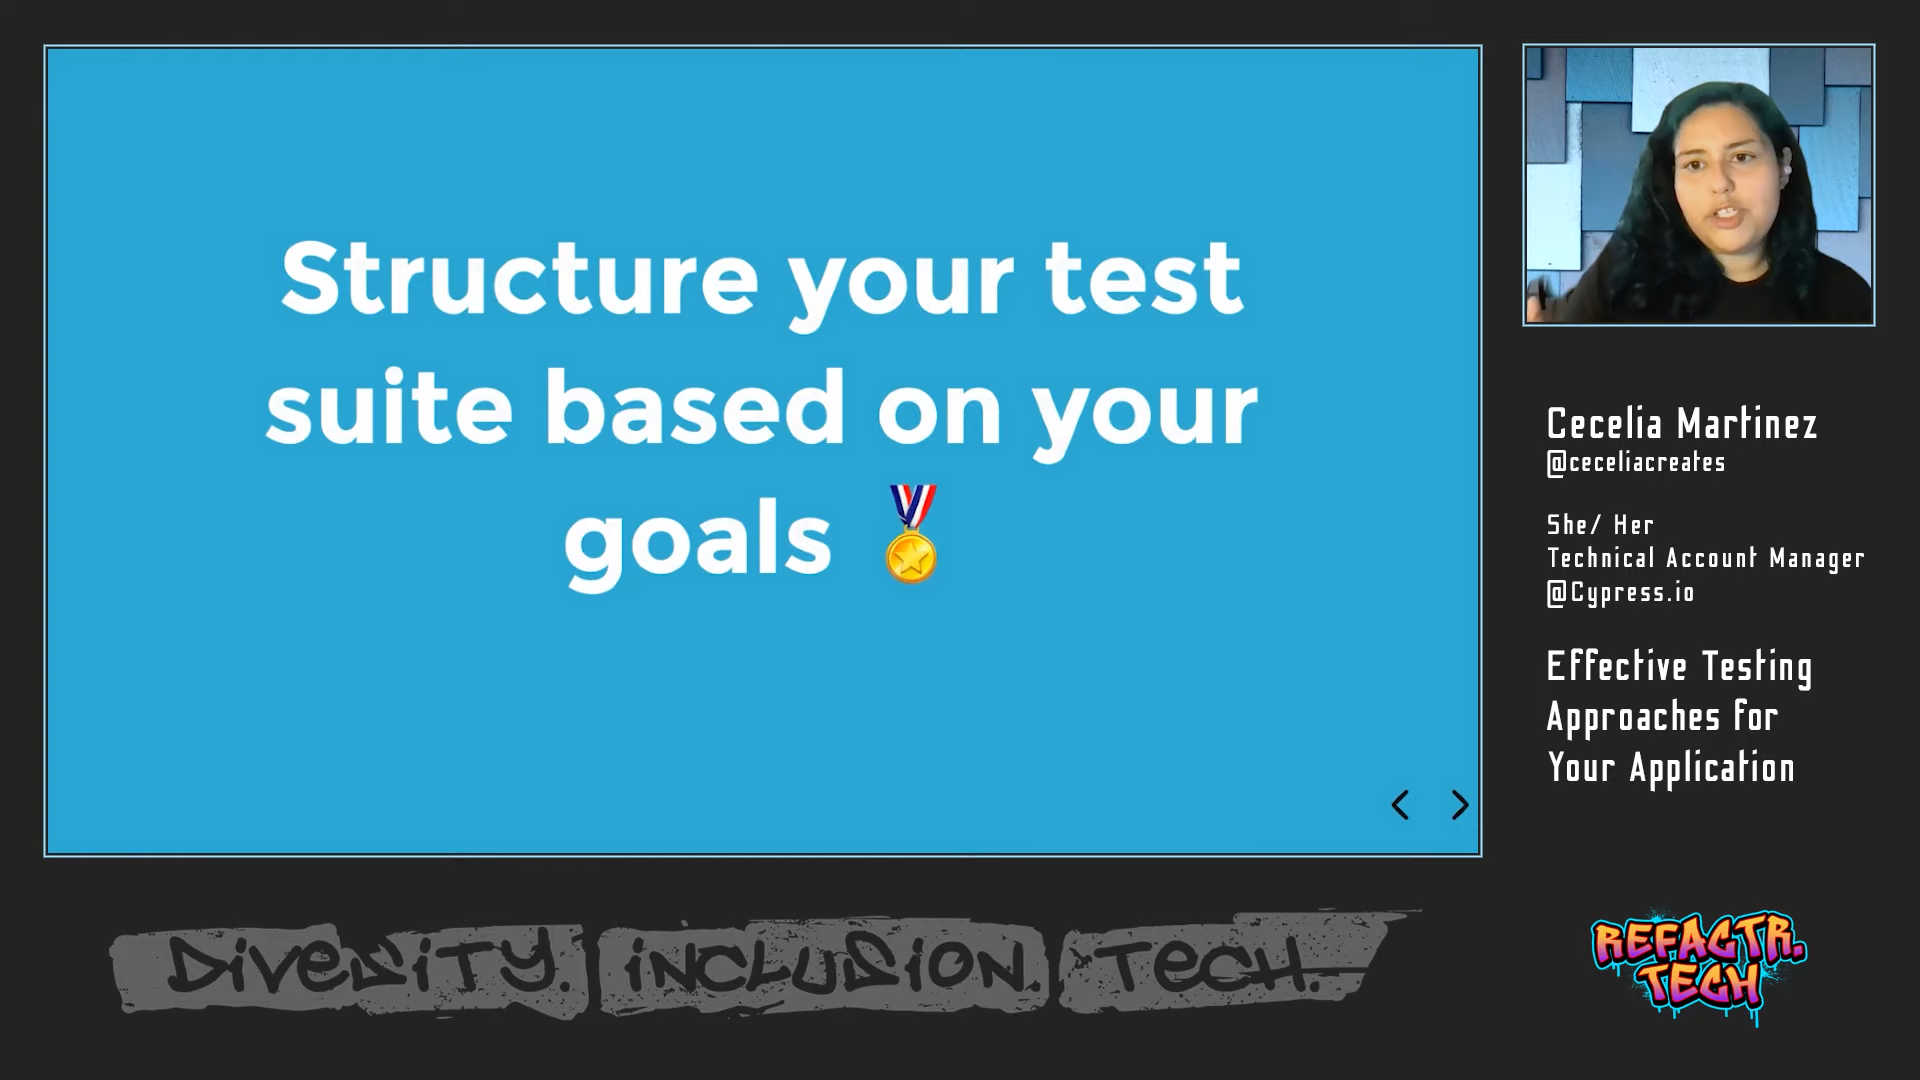 Structure your test
suite based on your
goals 🏅
Cecelia Martinez
@ceceliacreates
She/ Her
Technical Account Manager
@Cypress.io
Effective Testing
Approaches for
Your Application
DIVERSITY. INCLUSION. TECH.
REFACTR.
TECH